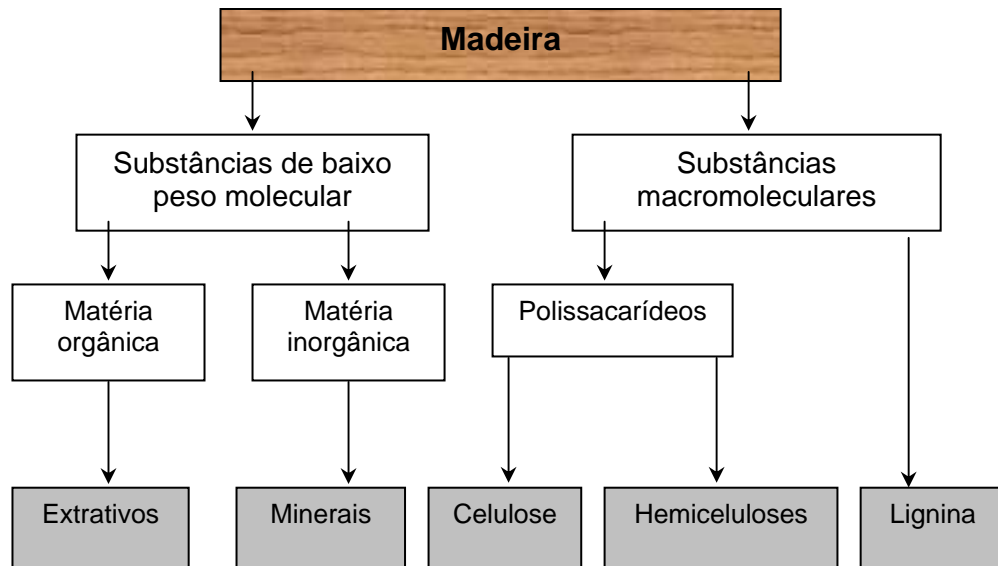 Madeira
Substâncias de baixo
peso molecular
Substâncias
macromoleculares
Matéria
orgânica
Matéria
inorgânica
Polissacarídeos
Extrativos
Minerais
Celulose
Hemiceluloses
Lignina